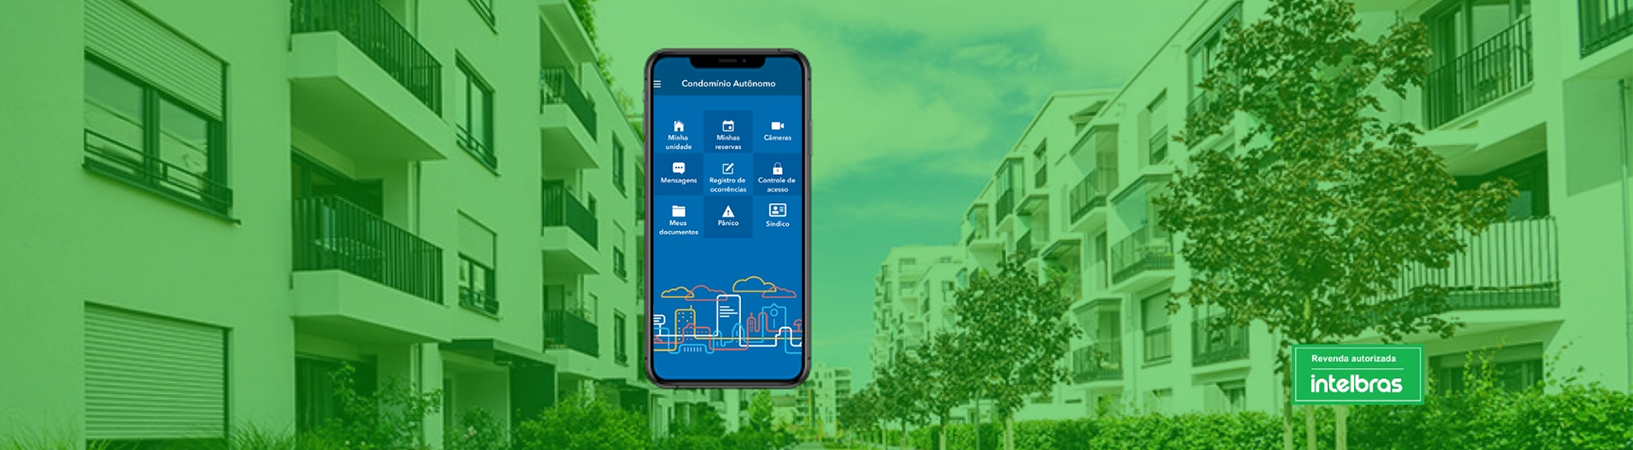 Condomínio Autônomo
Minha
unidade
Minhas
reservas
Câmeras
Mensagens
Registro de
ocorrências
Controle de
acesso
Meus
documentos
Pânico
Síndico
Revenda autorizada
intelbras